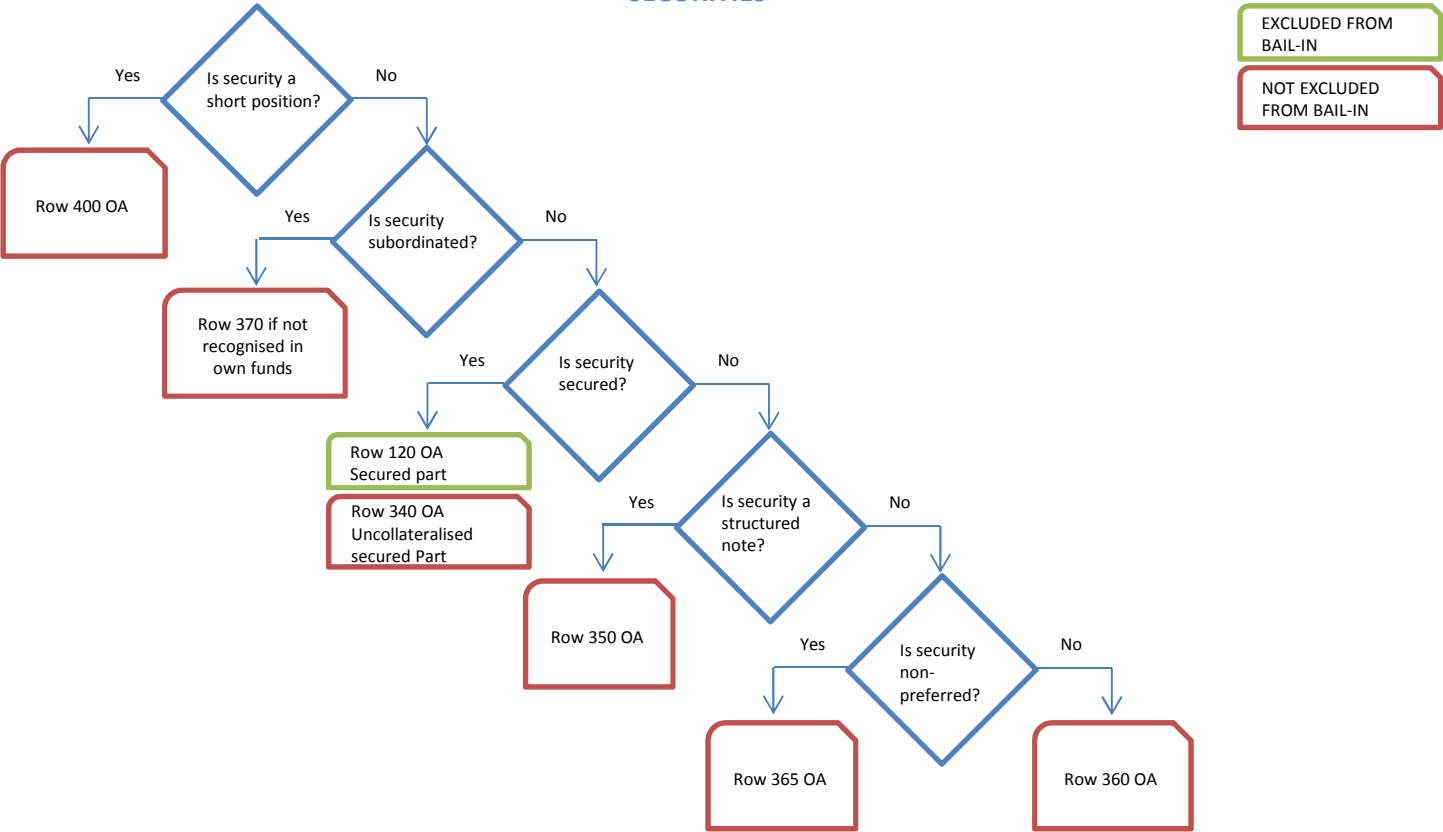 SECURITIES
EXCLUDED FROM
BAIL-IN
NOT EXCLUDED
FROM BAIL-IN
Yes
Is security a
short position?
No
Row 400 OA
Yes
Is security
subordinated?
No
Row 370 if not
recognised in
own funds
Yes
Is security
secured?
No
Row 120 OA
Secured part
Row 340 OA
Uncollateralised
secured Part
Yes
Is security a
structured
note?
No
Row 350 OA
Yes
Is security
non-
preferred?
No
Row 365 OA
Row 360 OA